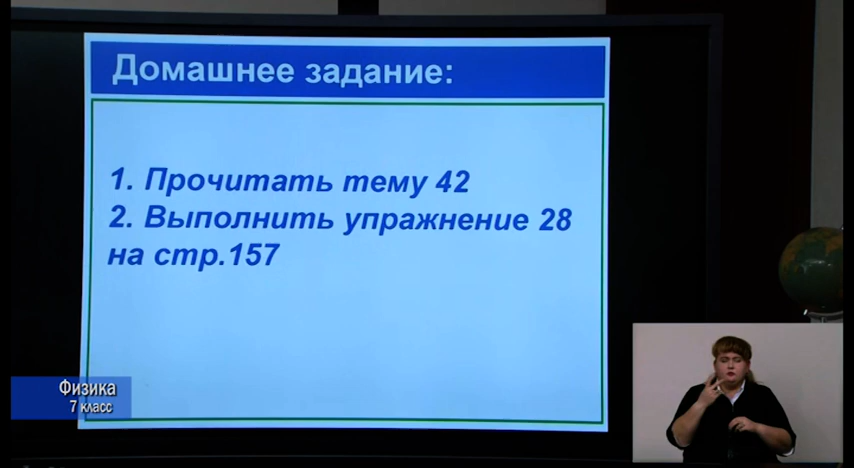 Домашнее задание:
1. Прочитать тему 42
2. Выполнить упражнение 28
на стр.157
Физика
7 класс